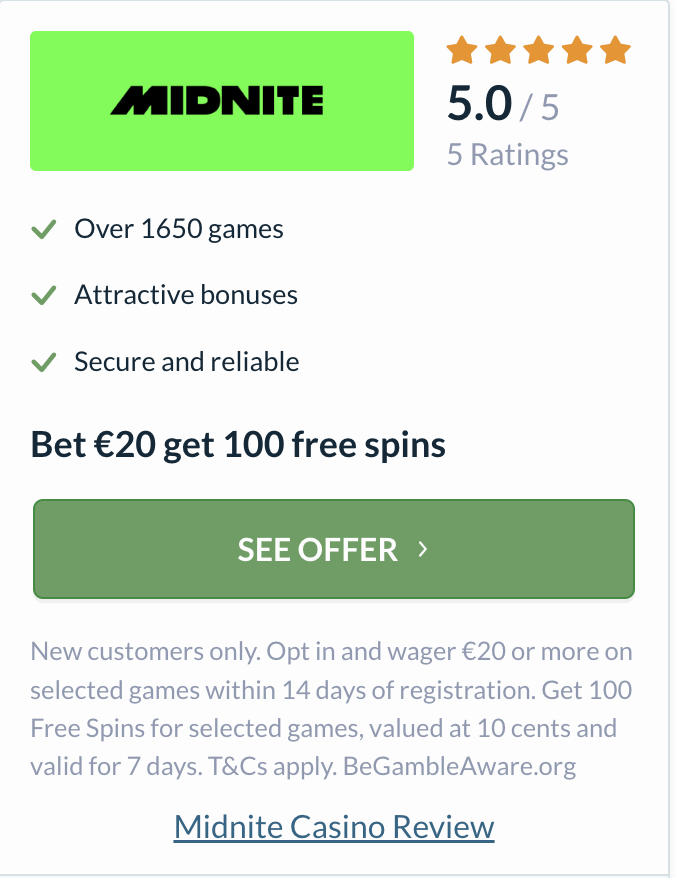 MIDNITE
5.0 / 5
5 Ratings
Over 1650 games
Attractive bonuses
Secure and reliable
Bet €20 get 100 free spins
SEE OFFER
New customers only. Opt in and wager €20 or more on
selected games within 14 days of registration. Get 100
Free Spins for selected games, valued at 10 cents and
valid for 7 days. T&Cs apply. BeGambleAware.org
Midnite Casino Review